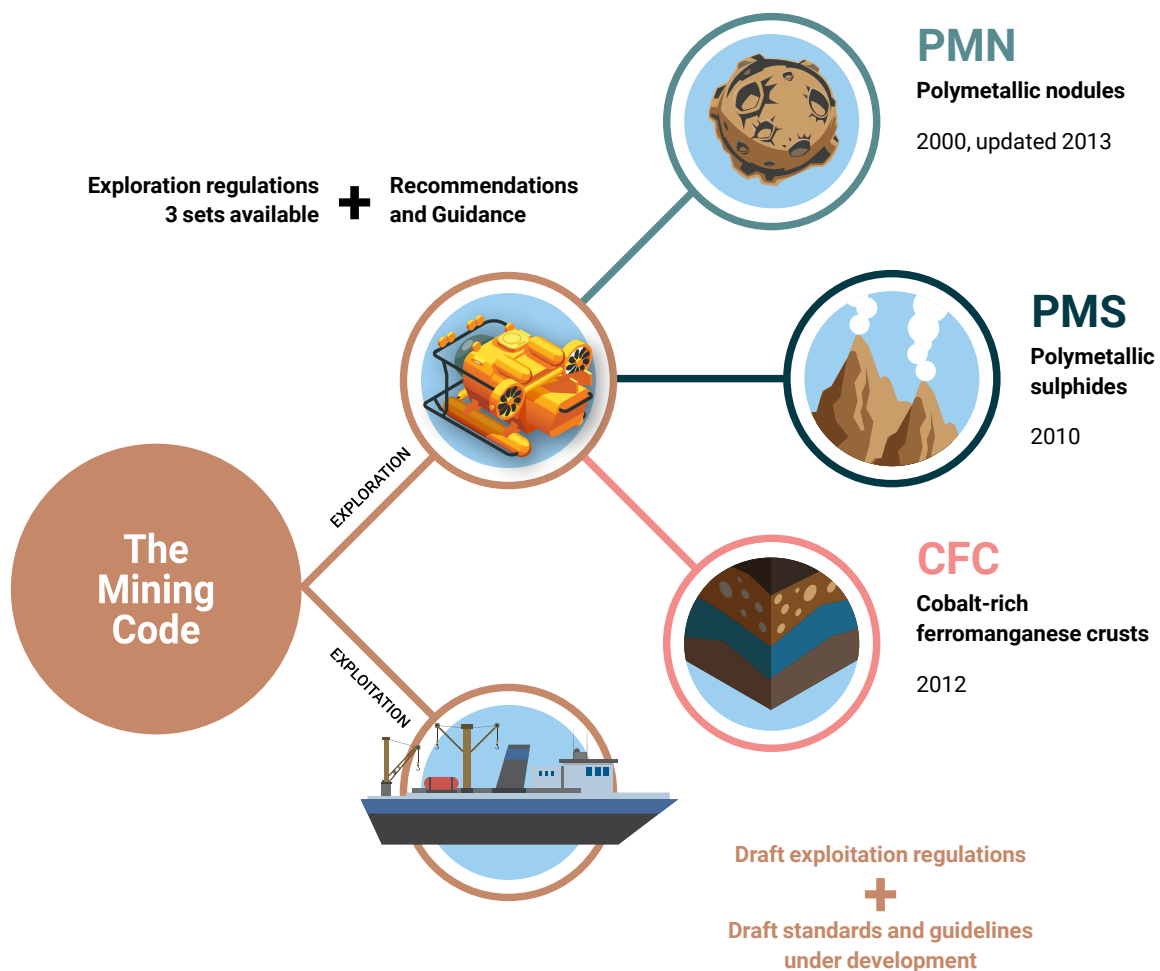 PMN
Polymetallic nodules
2000, updated 2013
Exploration regulations
3 sets available
+
Recommendations
and Guidance
PMS
Polymetallic
sulphides
2010
EXPLORATION
The
Mining
Code
EXPLOITATION
CFC
Cobalt-rich
ferromanganese crusts
2012
Draft exploitation regulations
+
Draft standards and guidelines
under development